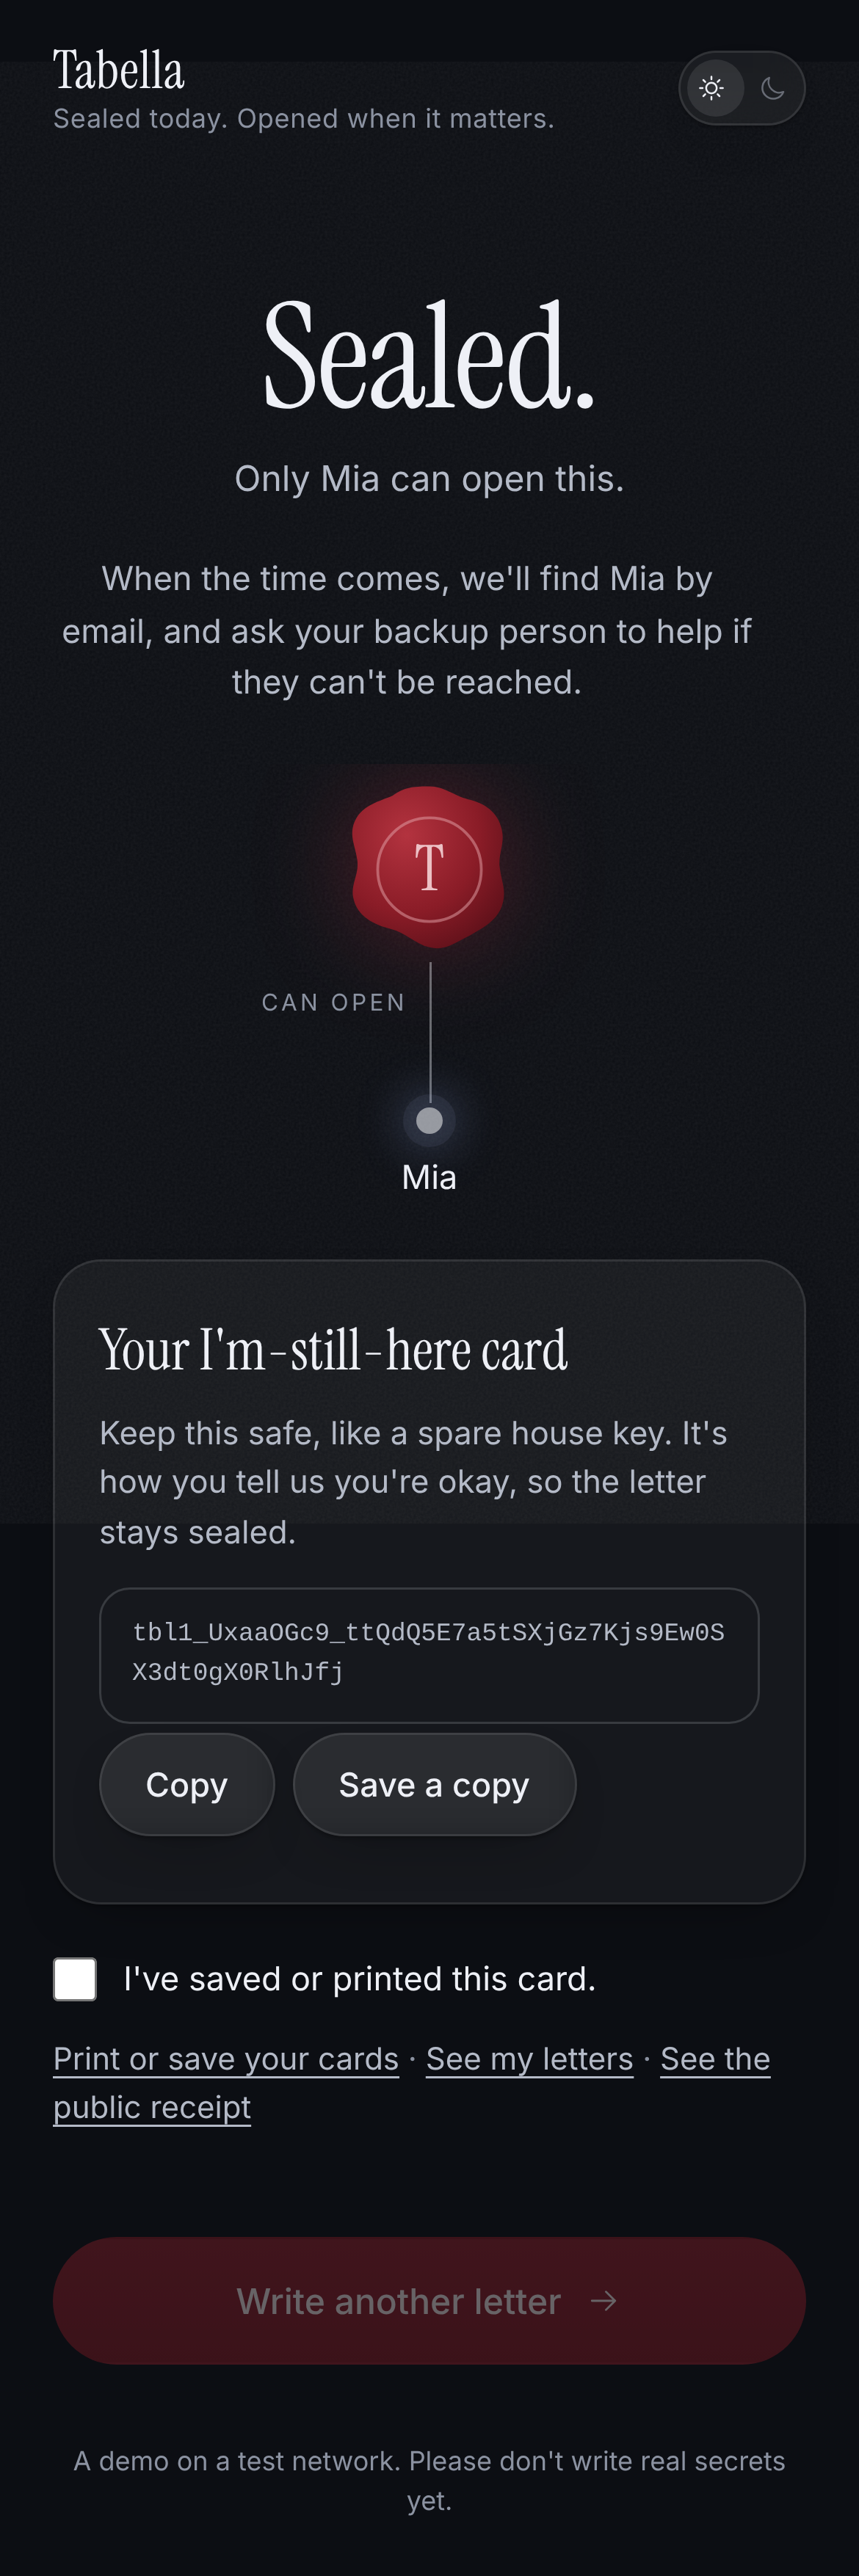 Tabella
Sealed today. Opened when it matters.
Sealed.
Only Mia can open this.
When the time comes, we'll find Mia by
email, and ask your backup person to help if
they can't be reached.
T
CAN OPEN
Mia
Your I'm-still-here card
Keep this safe, like a spare house key. It's
how you tell us you're okay, so the letter
stays sealed.
tbl1_UxaaOGc9_ttQdQ5E7a5tSXjGz7Kjs9Ew0S
X3dt0gX0RlhJfj
Copy
Save a copy
I've saved or printed this card.
Print or save your cards · See my letters · See the
public receipt
Write another letter →
A demo on a test network. Please don't write real secrets
yet.